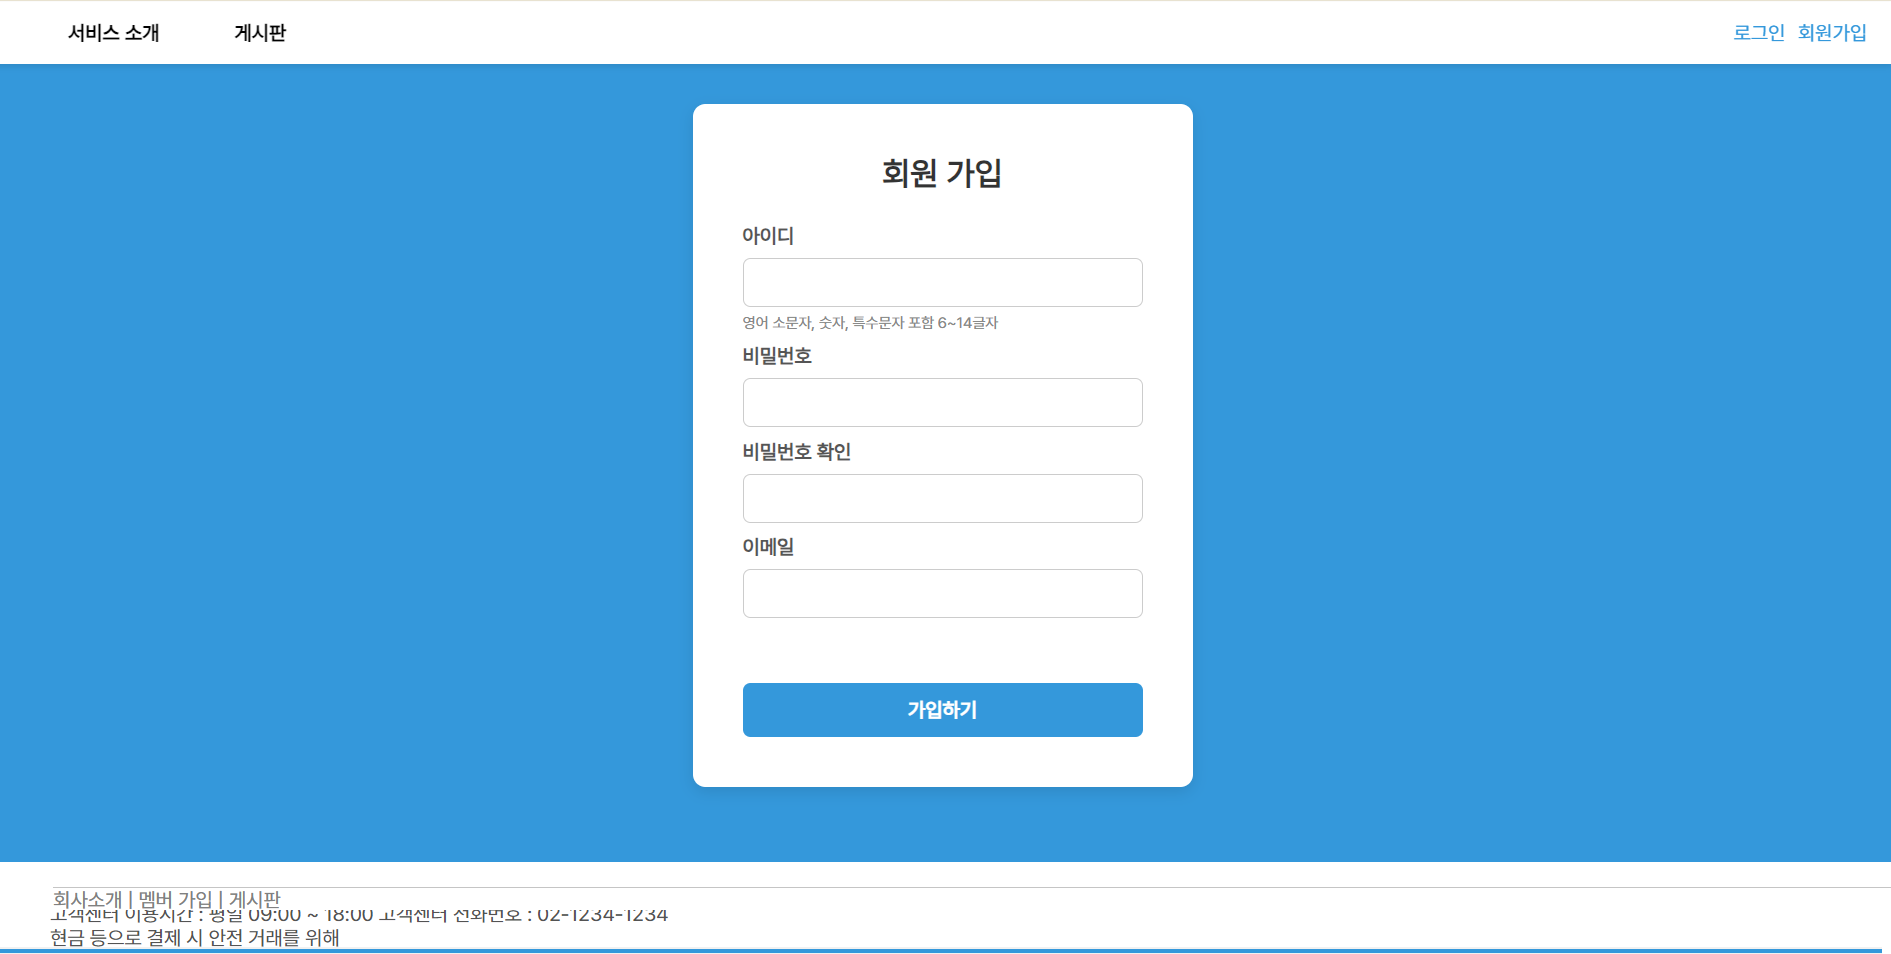 서비스 소개 게시판 로그인 회원가입
회원 가입
아이디
영어 소문자, 숫자, 특수문자 포함 6~14글자
비밀번호
비밀번호 확인
이메일
가입하기
회사소개 | 멤버 가입 | 게시판
고객센터 이용시간 : 평일 09:00 ~ 18:00 고객센터 전화번호 : 02-1234-1234
현금 등으로 결제 시 안전 거래를 위해